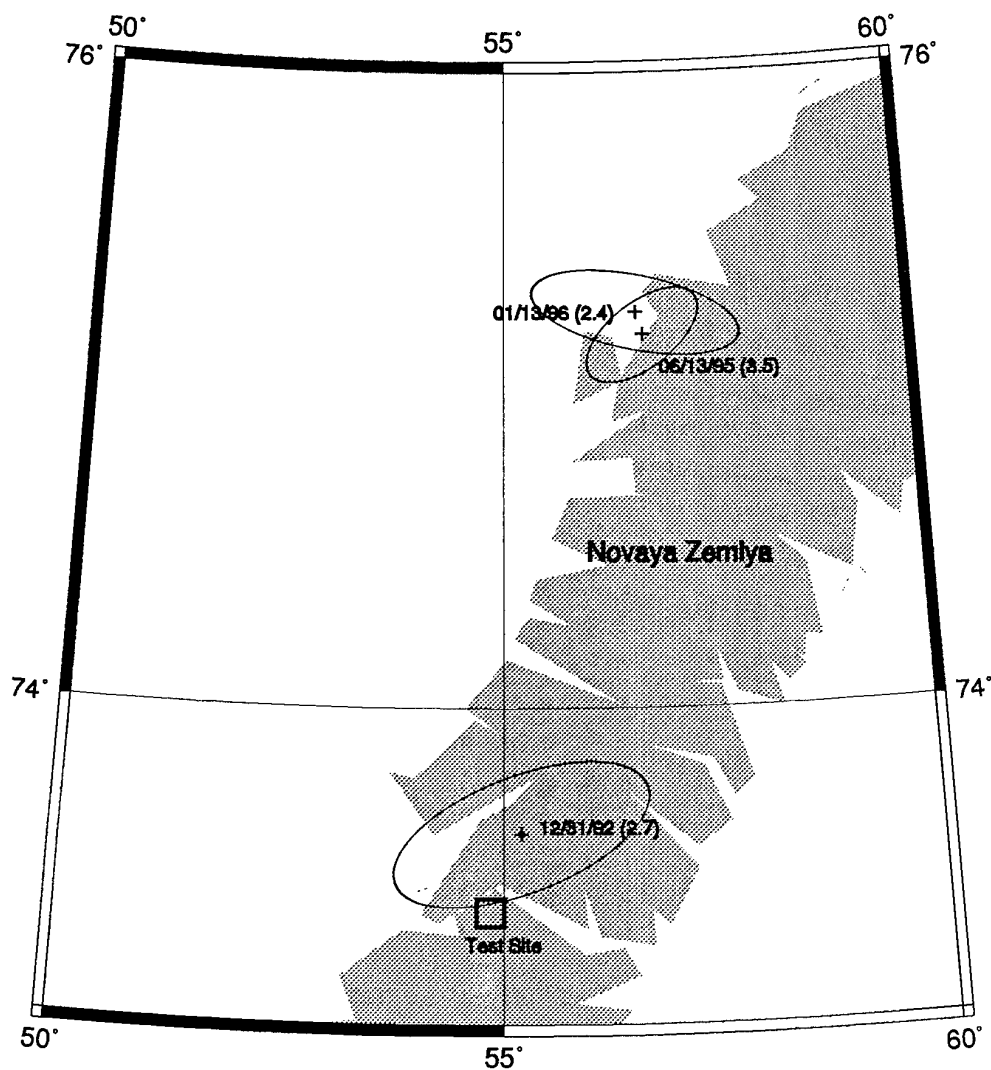 50° 55° 60°
76° 76°
01/13/96 (2.4)
06/13/95 (3.5)
Novaya Zemlya
74° 74°
12/31/92 (2.7)
Test Site
50° 55° 60°